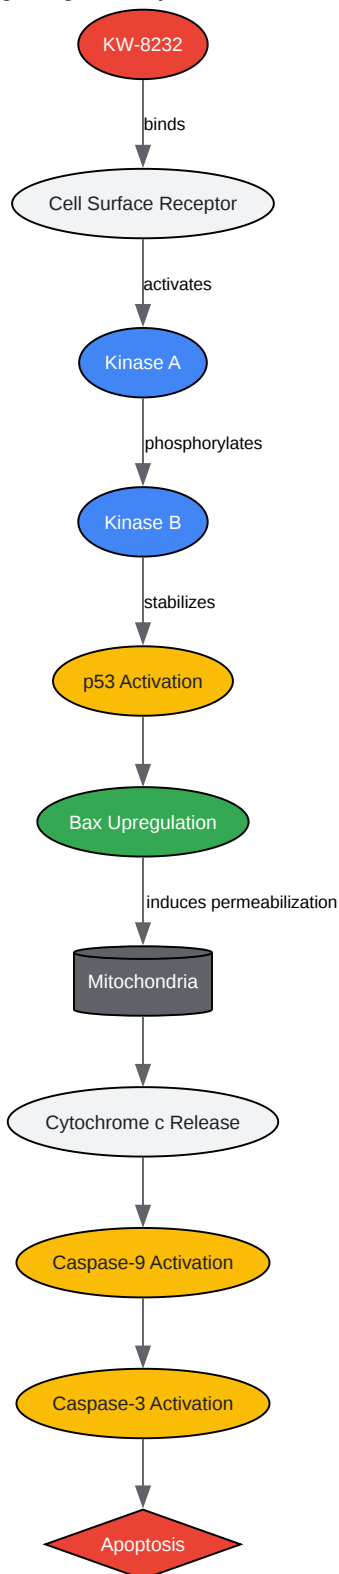 KW-8232
binds
Cell Surface Receptor
activates
Kinase A
phosphorylates
Kinase B
stabilizes
p53 Activation
Bax Upregulation
induces permeabilization
Mitochondria
Cytochrome c Release
Caspase-9 Activation
Caspase-3 Activation
Apoptosis